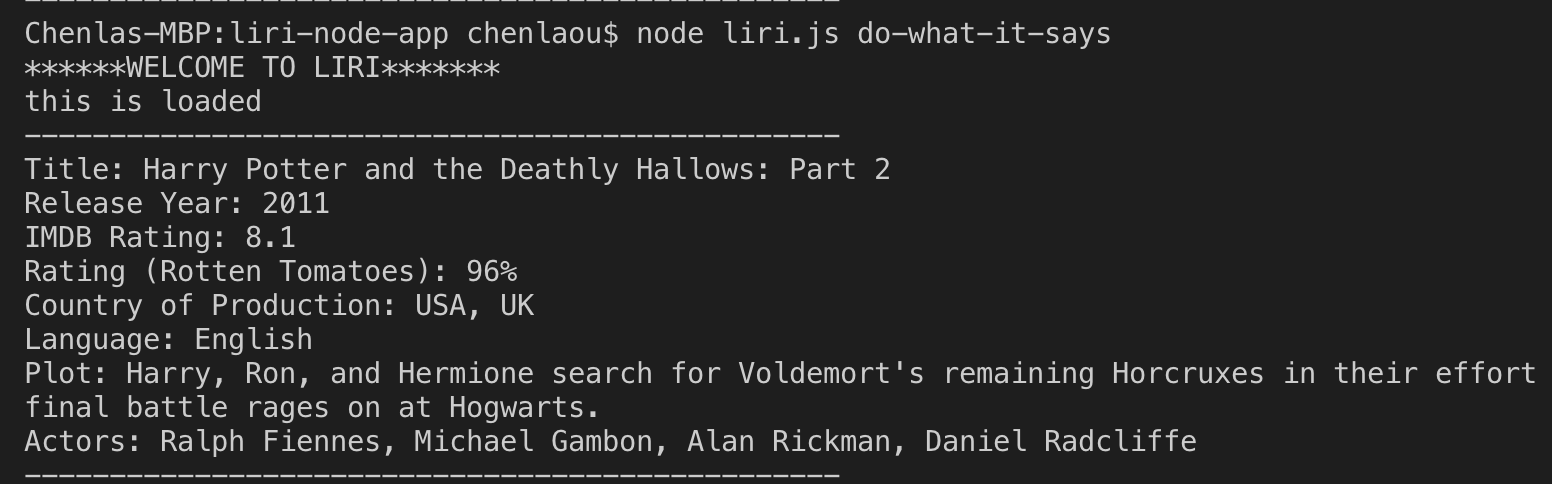 ------------------------------------------------
Chenlas-MBP:liri-node-app chenlaou$ node liri.js do-what-it-says
******WELCOME TO LIRI*******
this is loaded
------------------------------------------------
Title: Harry Potter and the Deathly Hallows: Part 2
Release Year: 2011
IMDB Rating: 8.1
Rating (Rotten Tomatoes): 96%
Country of Production: USA, UK
Language: English
Plot: Harry, Ron, and Hermione search for Voldemort's remaining Horcruxes in their effort
final battle rages on at Hogwarts.
Actors: Ralph Fiennes, Michael Gambon, Alan Rickman, Daniel Radcliffe
------------------------------------------------